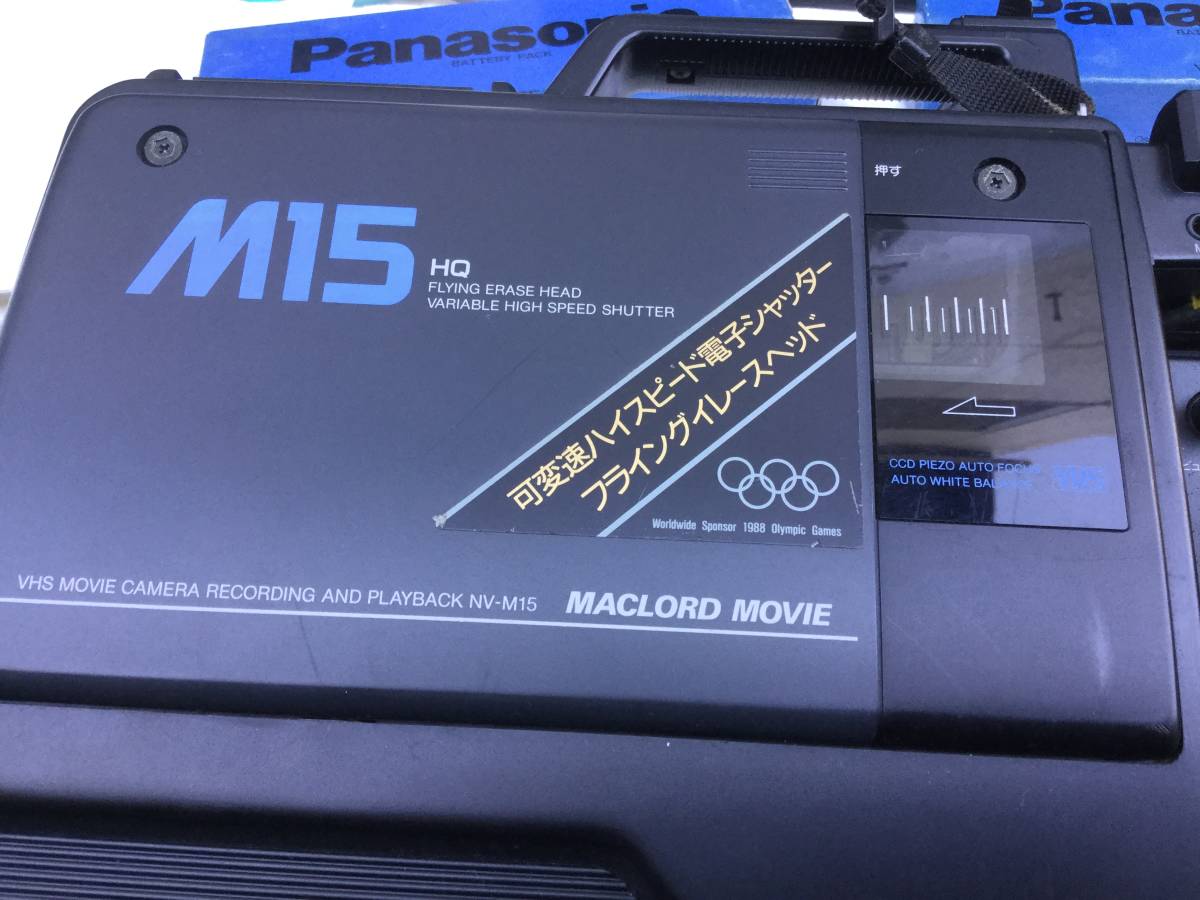 Panasonic
BATTERY PACK
Panaso
押す
M15
HQ
FLYING ERASE HEAD
VARIABLE HIGH SPEED SHUTTER
可変速ハイスピード電子シャッター
フライングイレースヘッド
Worldwide Sponsor 1988 Olympic Games
CCD PIEZO AUTO FOCUS
AUTO WHITE BALANCE
VHS
VHS MOVIE CAMERA RECORDING AND PLAYBACK NV-M15
MACLORD MOVIE